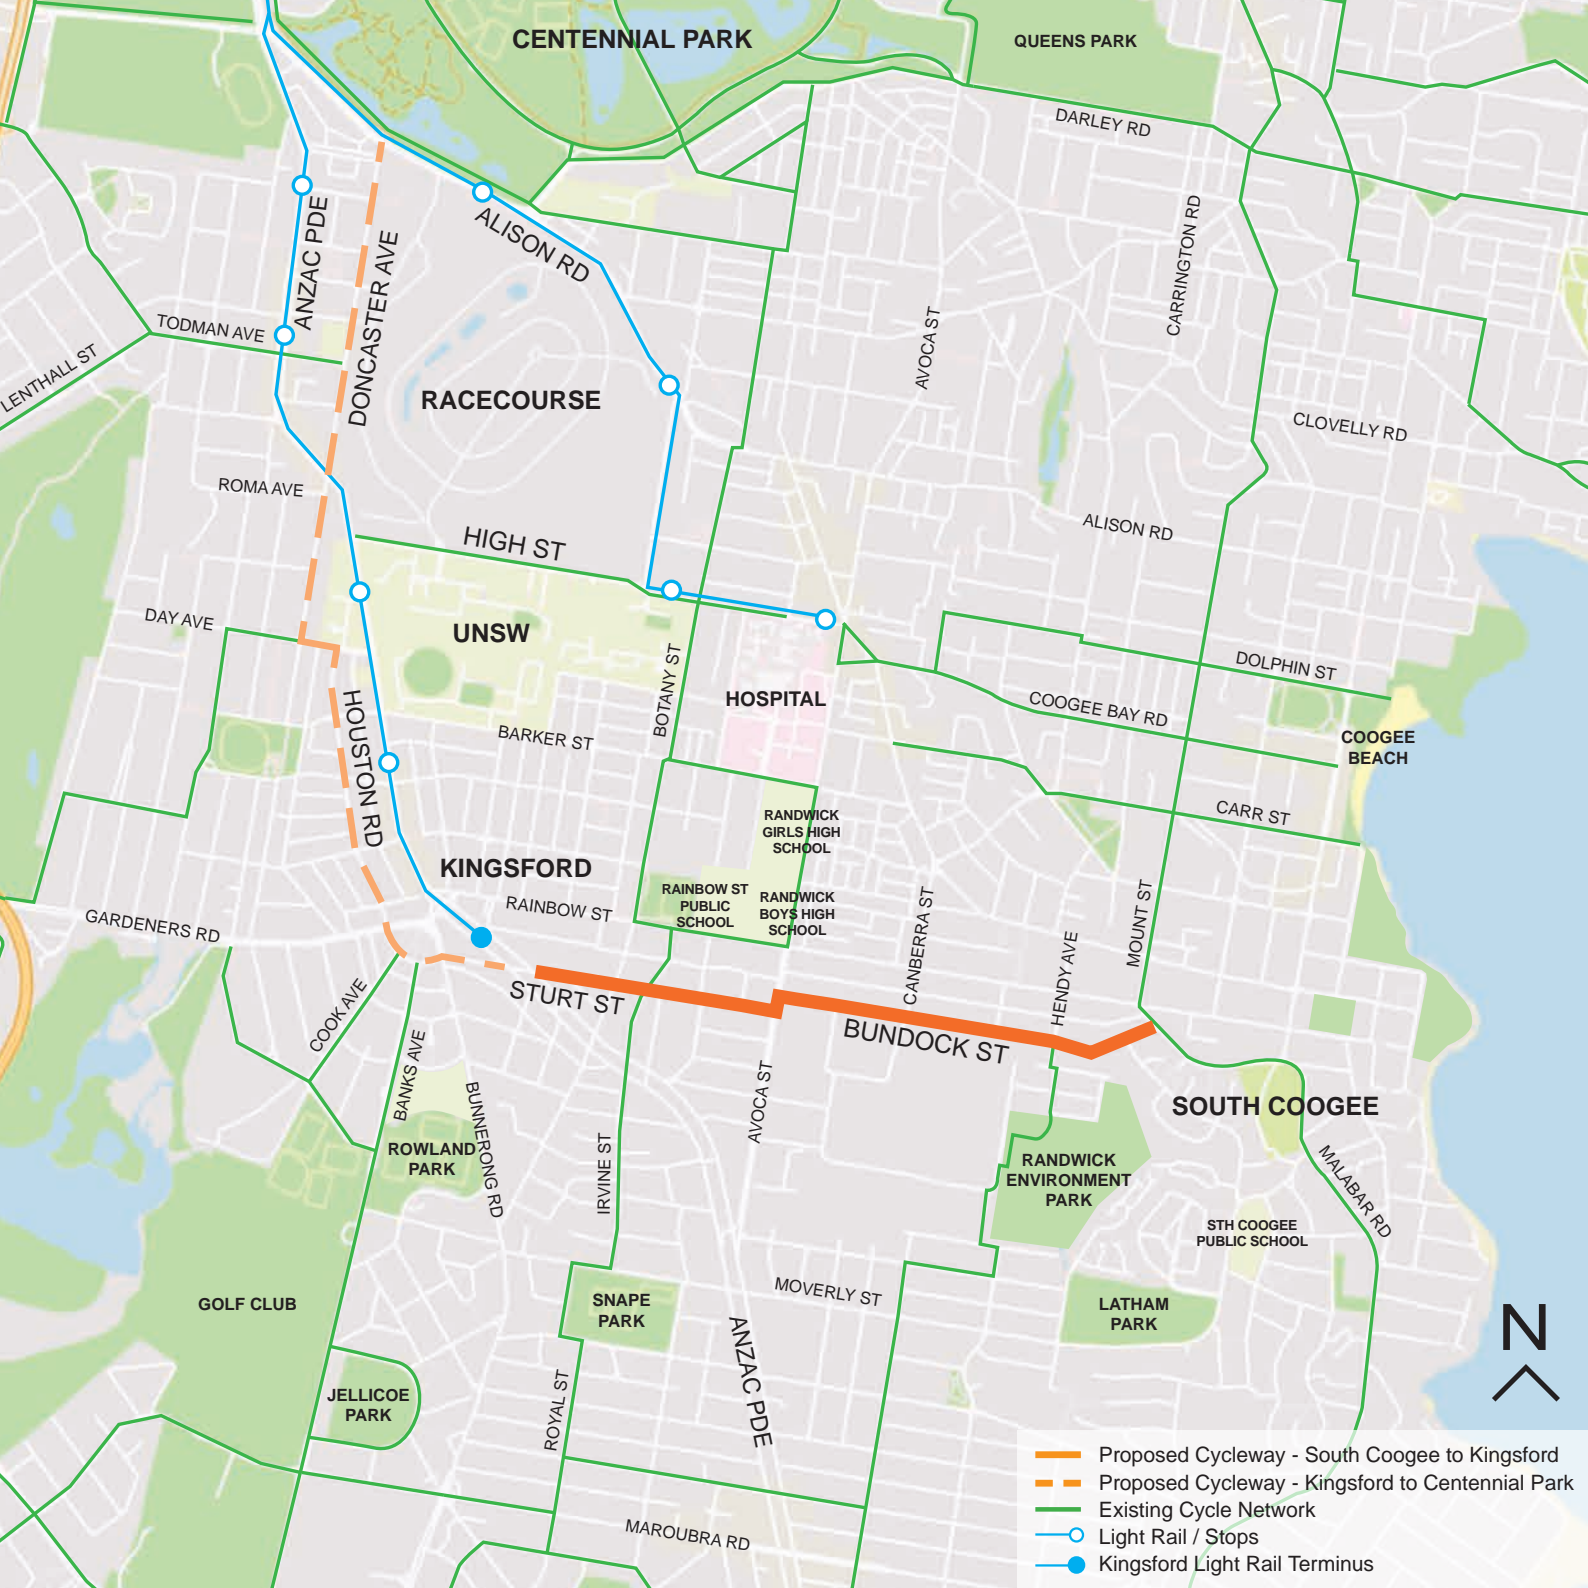 CENTENNIAL PARK
QUEENS PARK
DARLEY RD
CARRINGTON RD
ANZAC PDE
ALISON RD
DONCASTER AVE
TODMAN AVE
LENTHALL ST
AVOCA ST
RACECOURSE
CLOVELLY RD
ROMA AVE
HIGH ST
ALISON RD
DAY AVE
UNSW
BOTANY ST
HOSPITAL
DOLPHIN ST
COOGEE BAY RD
HOUSTON RD
BARKER ST
COOGEE
BEACH
CARR ST
RANDWICK
GIRLS HIGH
SCHOOL
KINGSFORD
RAINBOW ST
RAINBOW ST
PUBLIC
SCHOOL
RANDWICK
BOYS HIGH
SCHOOL
GARDENERS RD
CANBERRA ST
MOUNT ST
HENDY AVE
COOK AVE
STURT ST
BUNDOCK ST
BANKS AVE
BUNNERONG RD
AVOCA ST
SOUTH COOGEE
ROWLAND
PARK
IRVINE ST
RANDWICK
ENVIRONMENT
PARK
MALABAR RD
STH COOGEE
PUBLIC SCHOOL
GOLF CLUB
SNAPE
PARK
MOVERLY ST
LATHAM
PARK
N
JELLICOE
PARK
ROYAL ST
ANZAC PDE
MAROUBRA RD
Proposed Cycleway - South Coogee to Kingsford
Proposed Cycleway - Kingsford to Centennial Park
Existing Cycle Network
Light Rail / Stops
Kingsford Light Rail Terminus